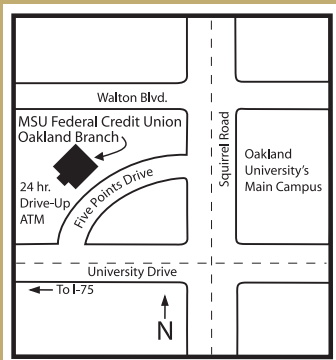 Walton Blvd.
MSU Federal Credit Union
Oakland Branch
24 hr.
Drive-Up
ATM
Five Points Drive
Squirrel Road
Oakland
University's
Main Campus
University Drive
To I-75
N